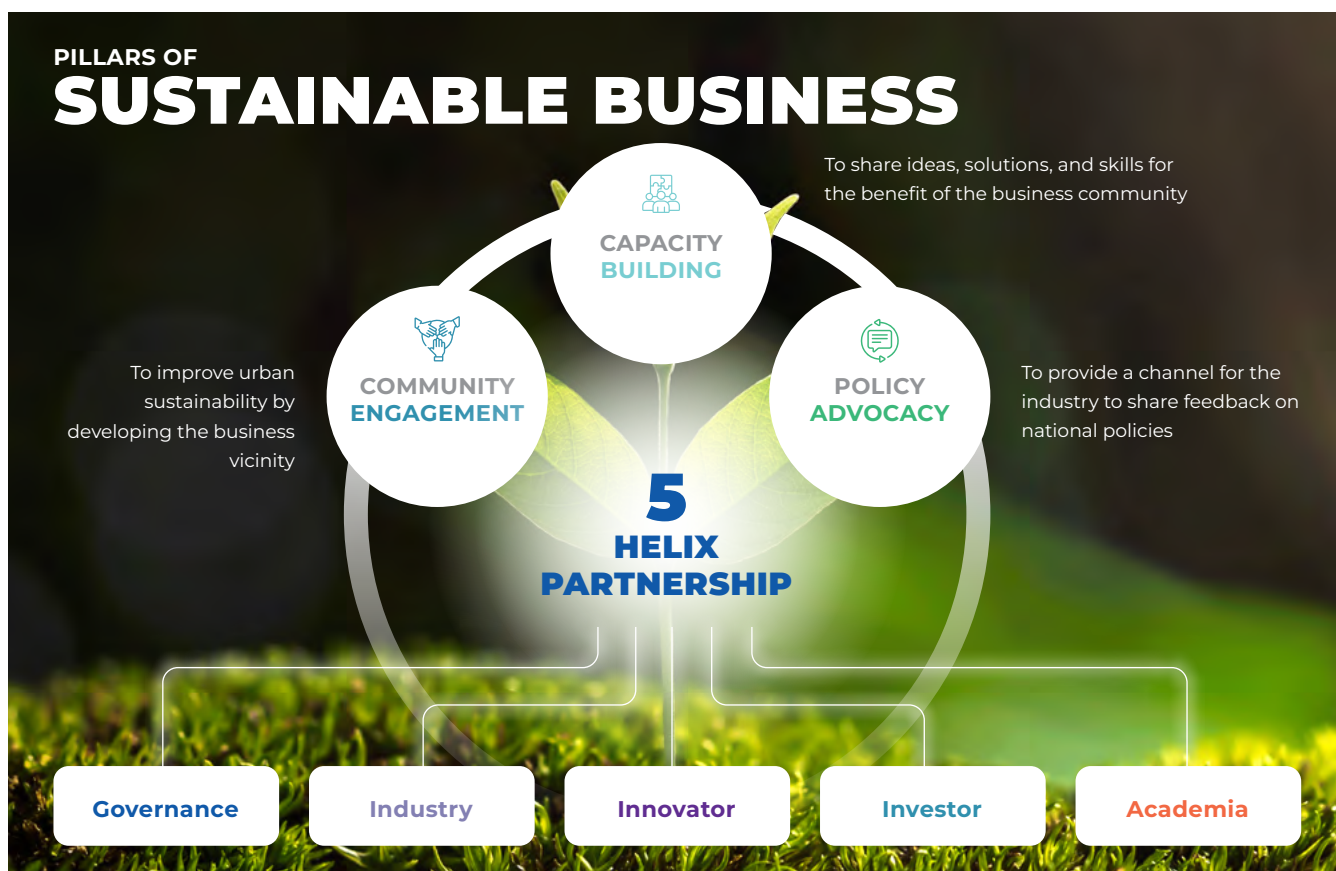 PILLARS OF
SUSTAINABLE BUSINESS
To share ideas, solutions, and skills for
the benefit of the business community
CAPACITY
BUILDING
COMMUNITY
ENGAGEMENT
To improve urban
sustainability by
developing the business
vicinity
POLICY
ADVOCACY
To provide a channel for the
industry to share feedback on
national policies
5
HELIX
PARTNERSHIP
Governance
Industry
Innovator
Investor
Academia